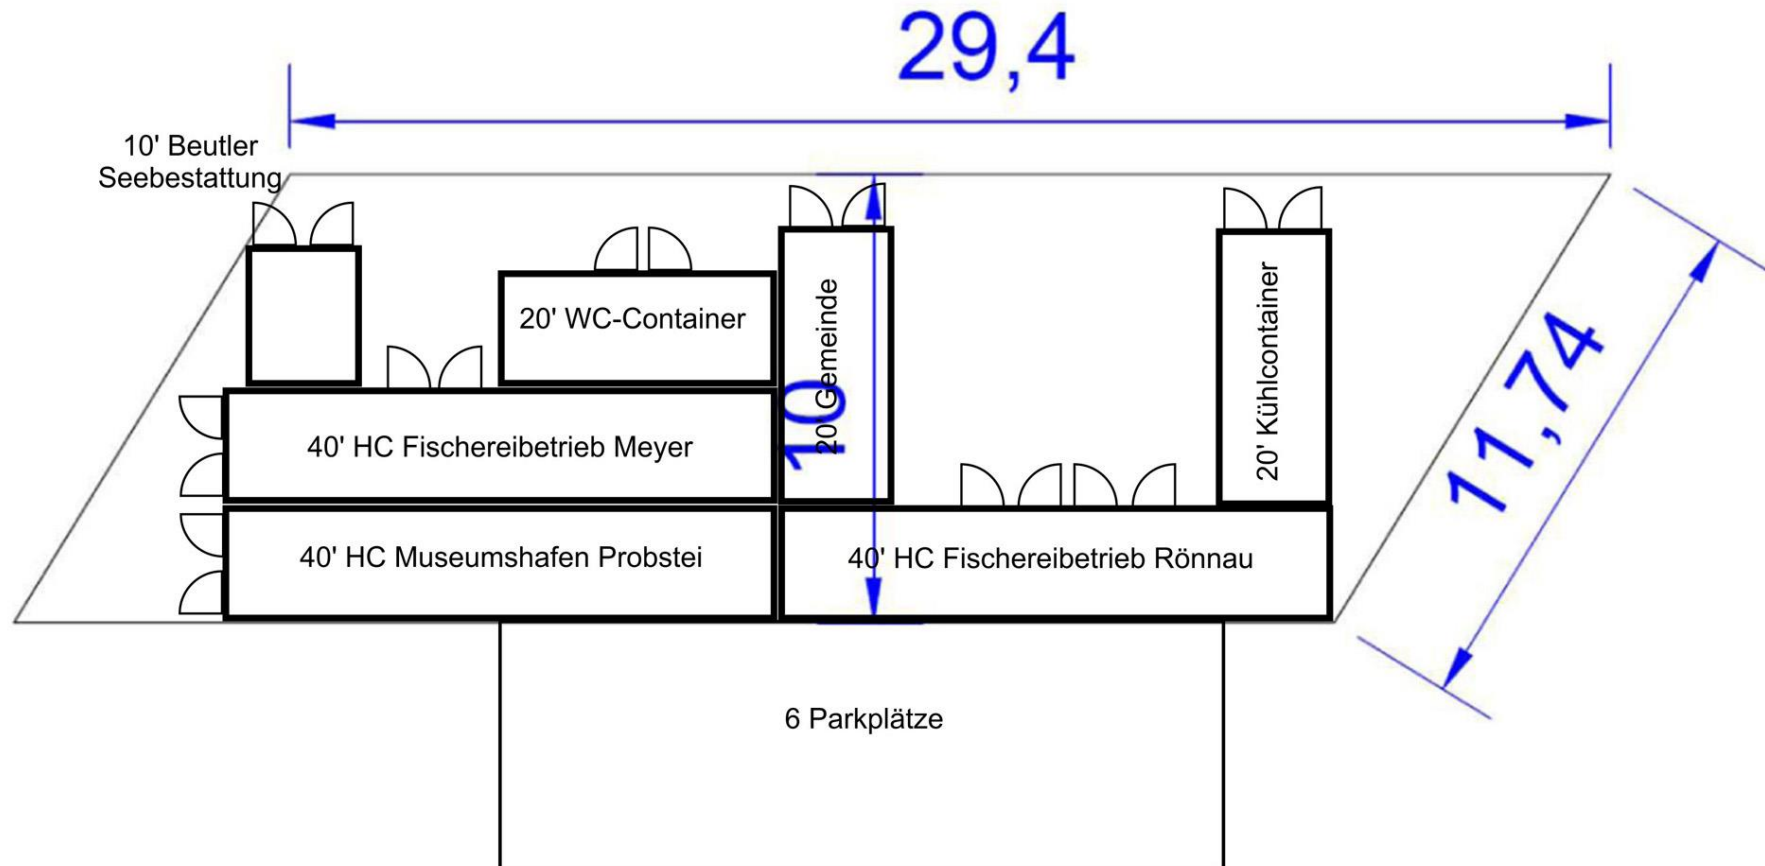 29,4
10' Beutler
Seebestattung
20' WC-Container
20' Gemeinde
10
20' Kühlcontainer
11,74
40' HC Fischereibetrieb Meyer
40' HC Museumshafen Probstei
40' HC Fischereibetrieb Rönnau
6 Parkplätze